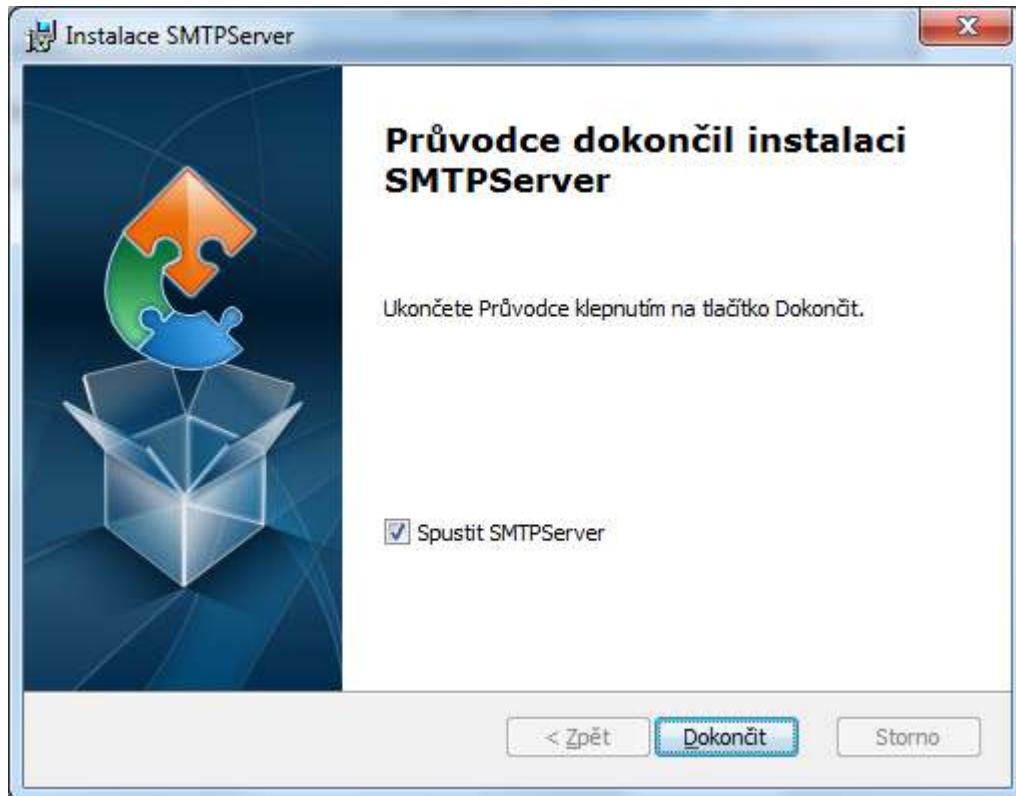 Instalace SMTPServer
Průvodce dokončil instalaci
SMTPServer
Ukončete Průvodce klepnutím na tlačítko Dokončit.
Spustit SMTPServer
< Zpět
Dokončit
Storno